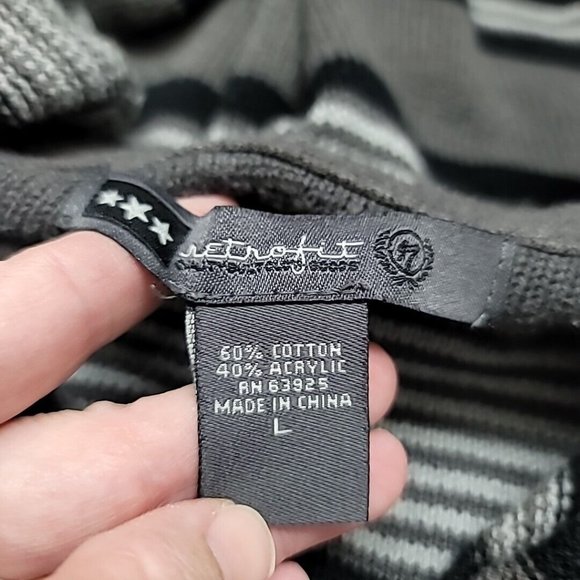 retrofit
60% COTTON
40% ACRYLIC
RN 63925
MADE IN CHINA
L